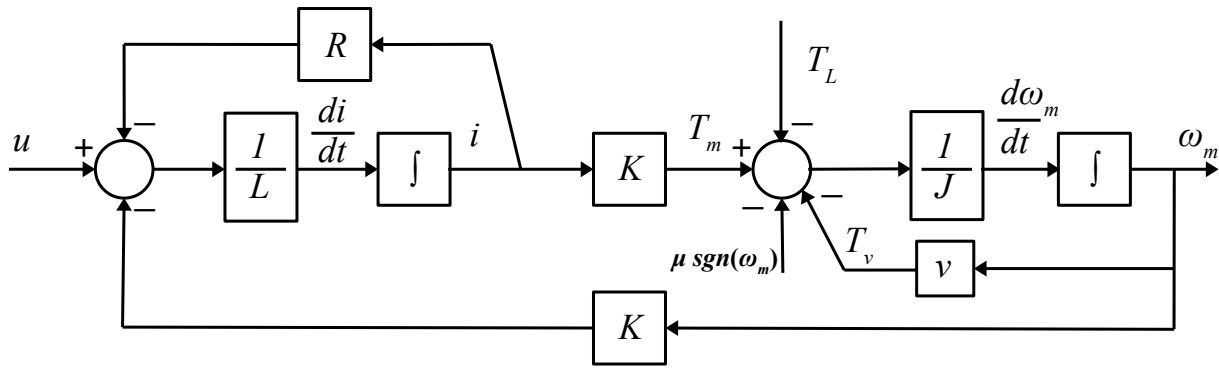 R
T_L
u
+
−
1
L
di
dt
∫
i
K
T_m
+
−
1
J
dω_m
dt
∫
ω_m
−
−
−
μ sgn(ω_m)
T_v
v
K